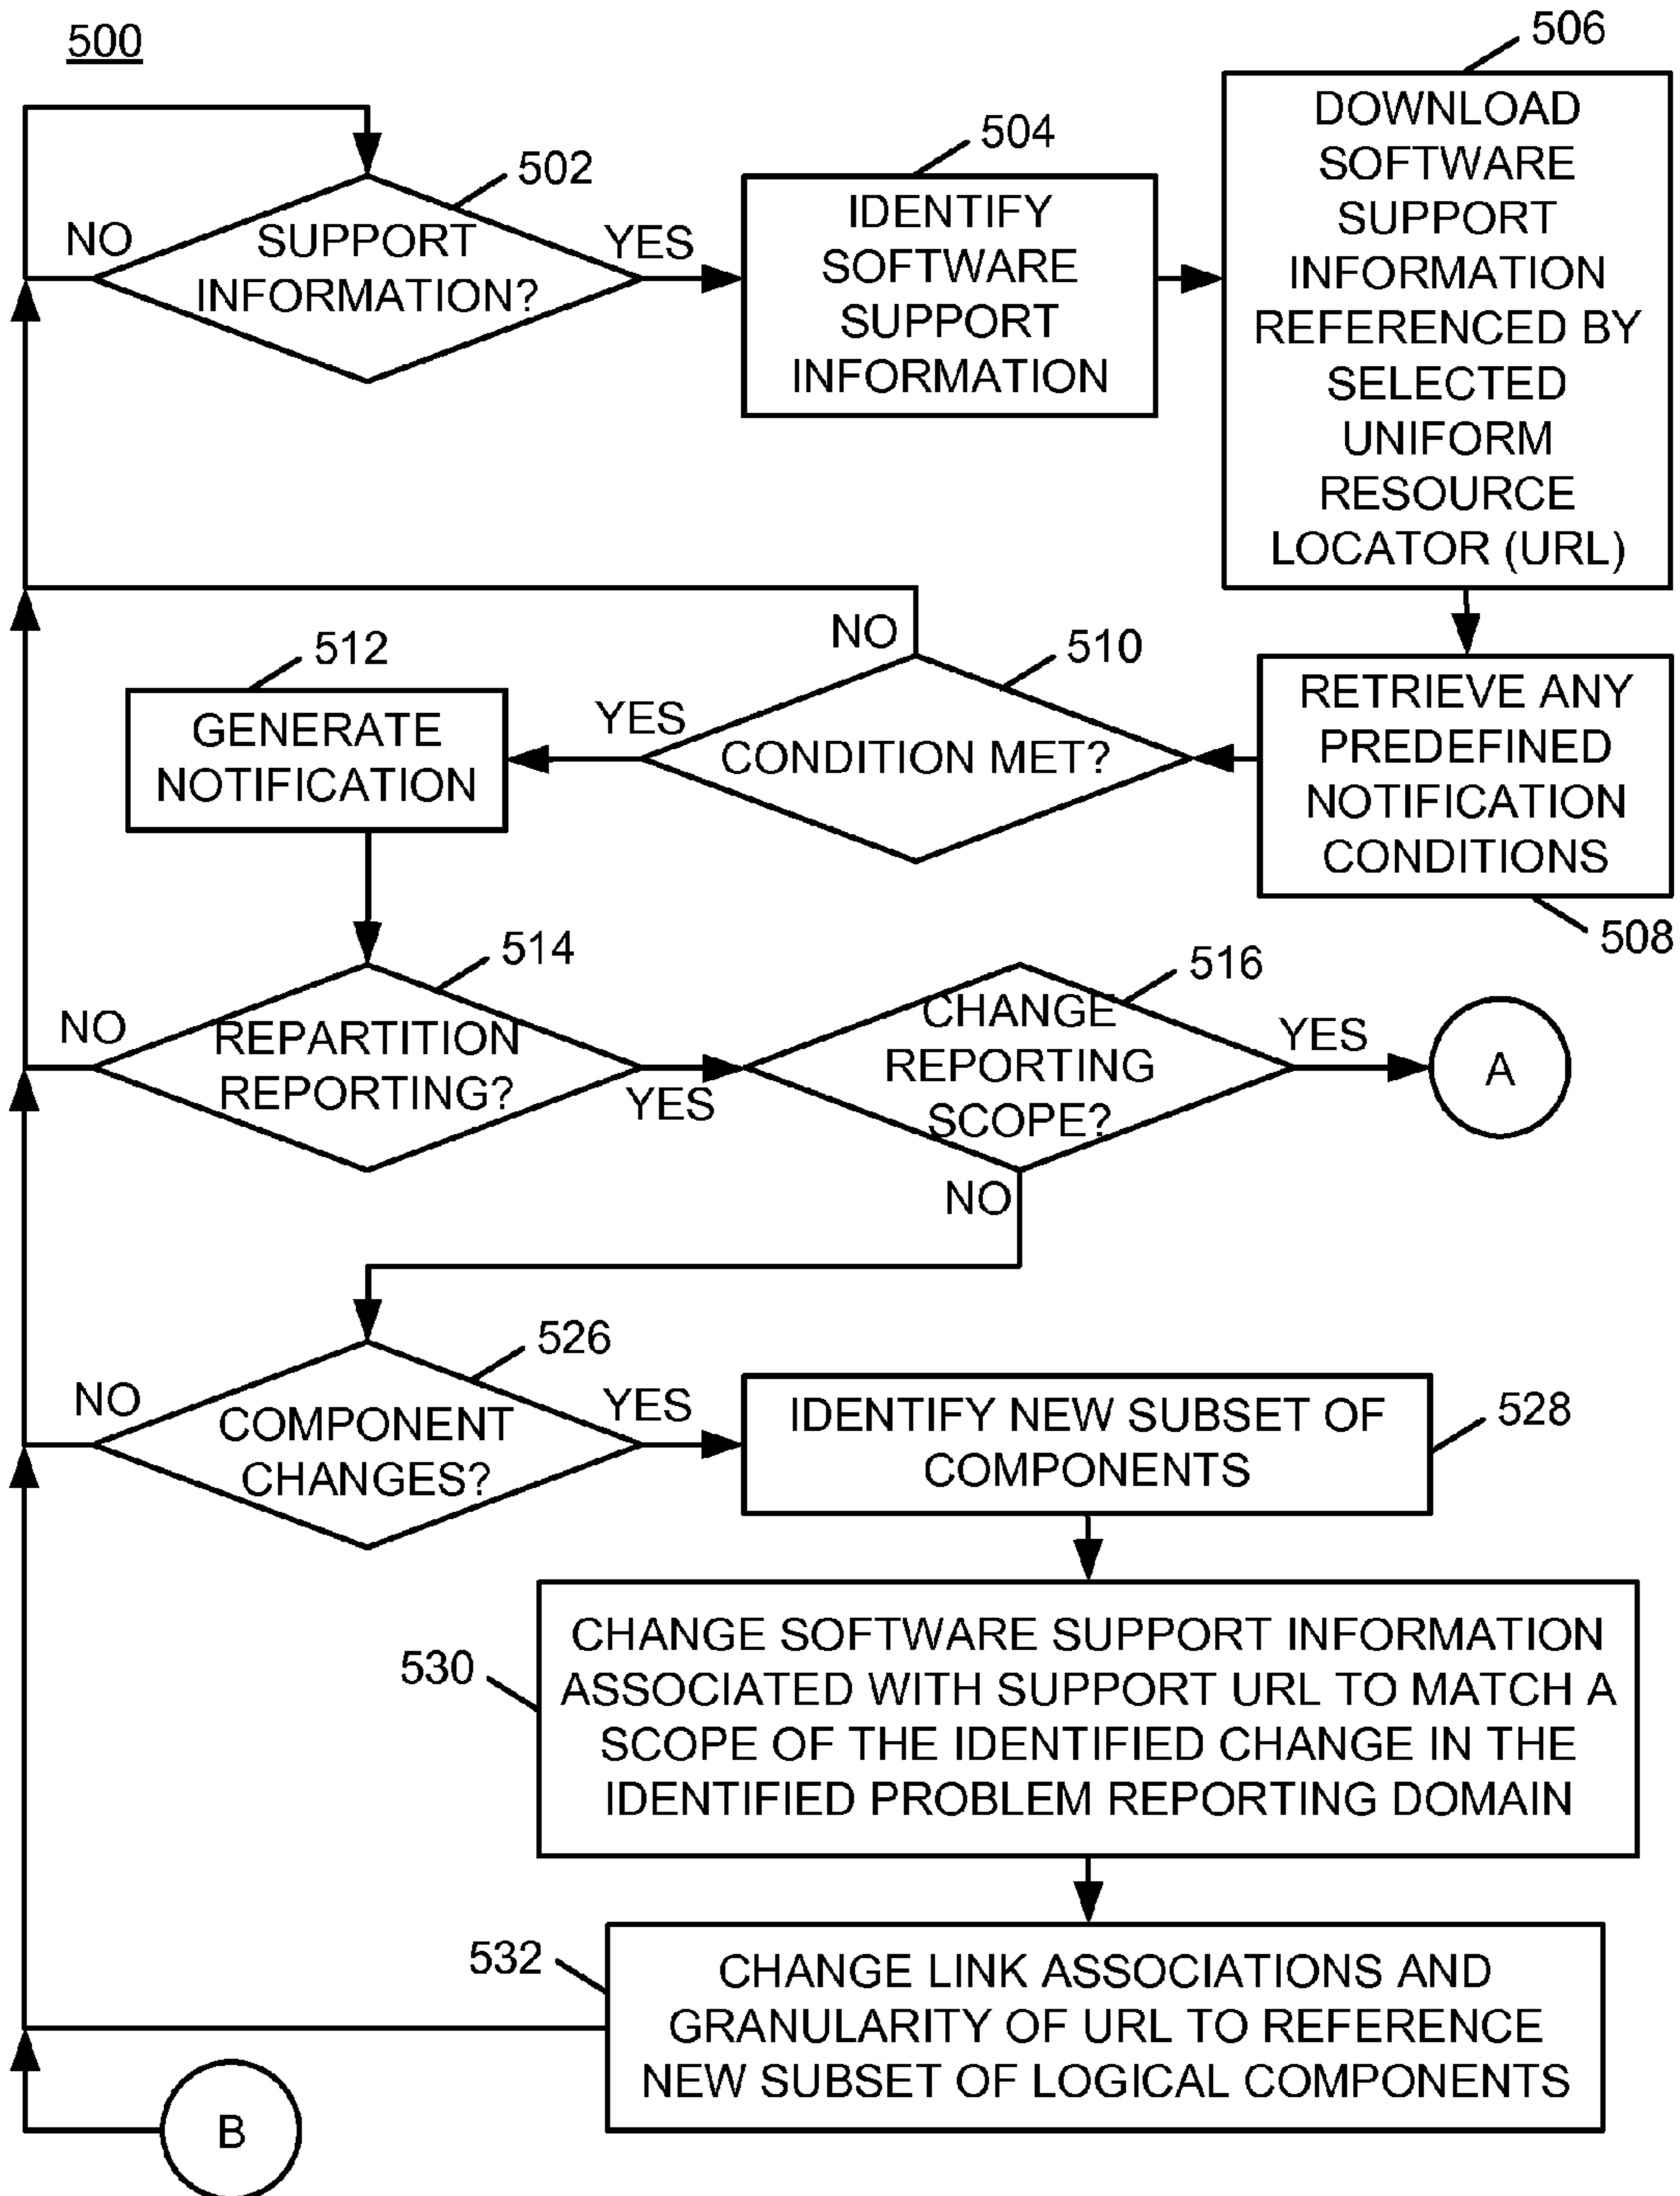 500
502
SUPPORT
INFORMATION?
NO
YES
504
IDENTIFY
SOFTWARE
SUPPORT
INFORMATION
506
DOWNLOAD
SOFTWARE
SUPPORT
INFORMATION
REFERENCED BY
SELECTED
UNIFORM
RESOURCE
LOCATOR (URL)
RETRIEVE ANY
PREDEFINED
NOTIFICATION
CONDITIONS
508
510
NO
CONDITION MET?
YES
512
GENERATE
NOTIFICATION
514
NO
REPARTITION
REPORTING?
YES
516
CHANGE
REPORTING
SCOPE?
YES
A
NO
526
NO
COMPONENT
CHANGES?
YES
IDENTIFY NEW SUBSET OF
COMPONENTS
528
530
CHANGE SOFTWARE SUPPORT INFORMATION
ASSOCIATED WITH SUPPORT URL TO MATCH A
SCOPE OF THE IDENTIFIED CHANGE IN THE
IDENTIFIED PROBLEM REPORTING DOMAIN
532
CHANGE LINK ASSOCIATIONS AND
GRANULARITY OF URL TO REFERENCE
NEW SUBSET OF LOGICAL COMPONENTS
B